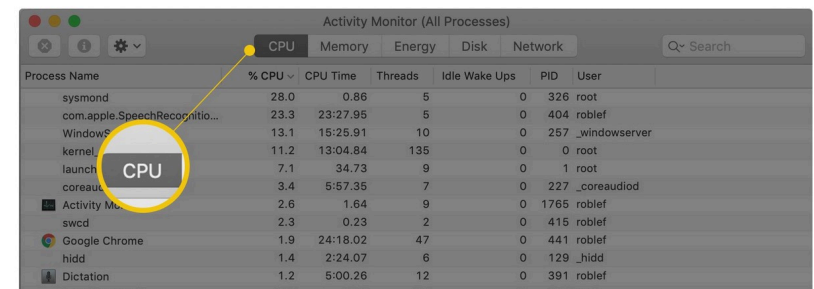 Activity Monitor (All Processes)
CPU Memory Energy Disk Network Search
Process Name % CPU CPU Time Threads Idle Wake Ups PID User
sysmond 28.0 0.86 5 0 326 root
com.apple.SpeechRecognitio... 23.3 23:27.95 5 0 404 roblef
WindowS 13.1 15:25.91 10 0 257 _windowserver
kernel_ 11.2 13:04.84 135 0 0 root
launch 7.1 34.73 9 0 1 root
CPU
coreau 3.4 5:57.35 7 0 227 _coreaudiod
Activity Mo 2.6 1.64 9 0 1765 roblef
swcd 2.3 0.23 2 0 415 roblef
Google Chrome 1.9 24:18.02 47 0 441 roblef
hidd 1.4 2:24.07 6 0 129 _hidd
Dictation 1.2 5:00.26 12 0 391 roblef